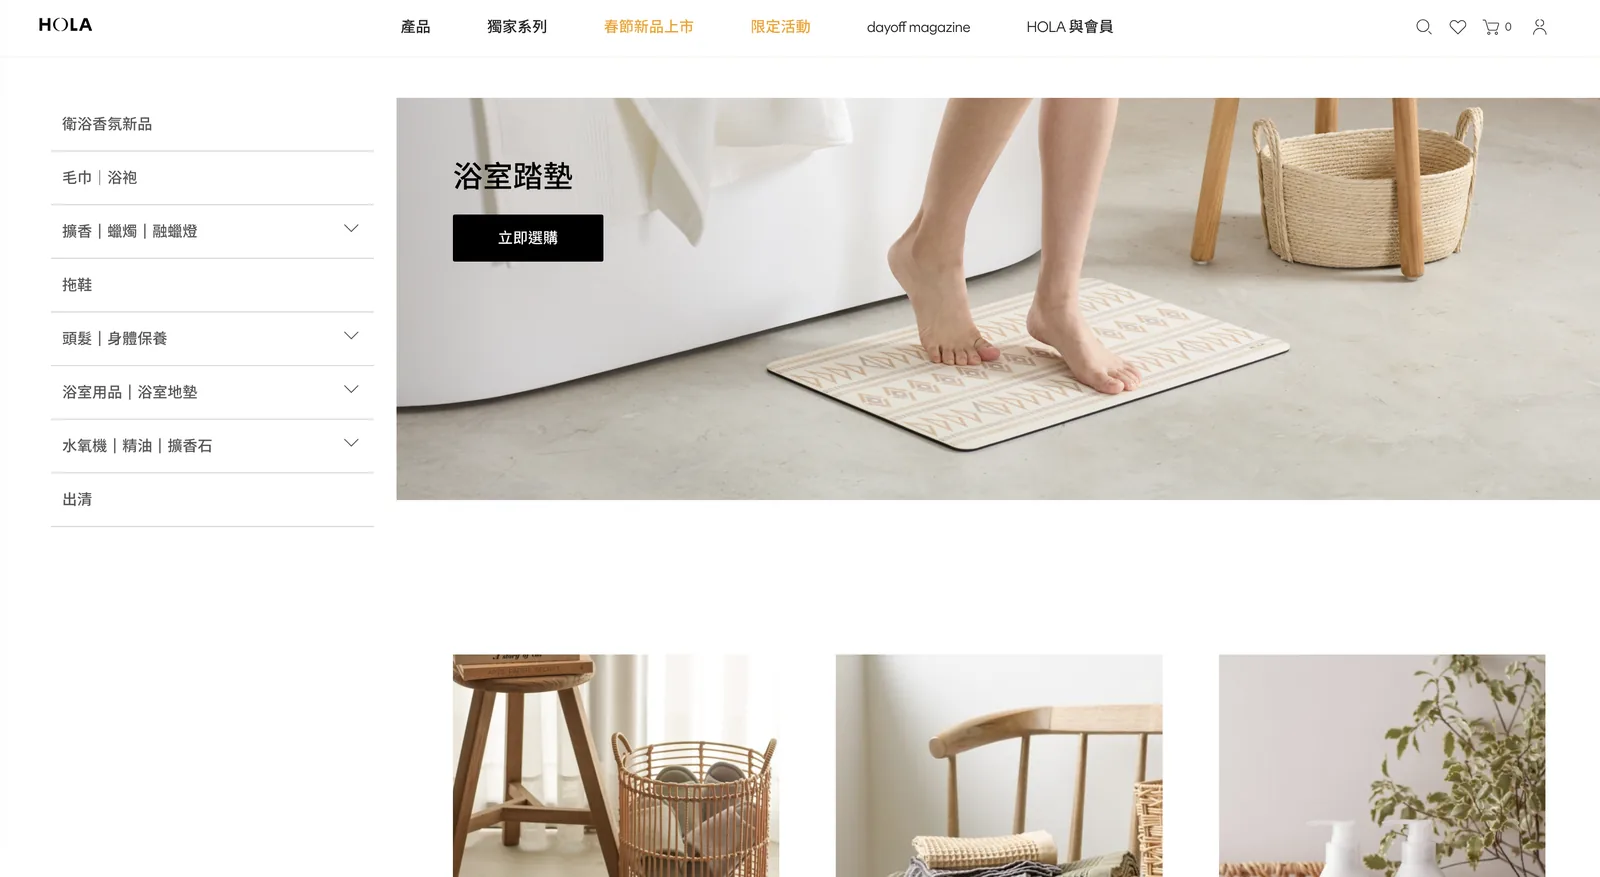 HOLA
產品
獨家系列
春節新品上市
限定活動
dayoff magazine
HOLA 與會員
0
衛浴香氛新品
毛巾｜浴袍
擴香｜蠟燭｜融蠟燈
拖鞋
頭髮｜身體保養
浴室用品｜浴室地墊
水氧機｜精油｜擴香石
出清
浴室踏墊
立即選購